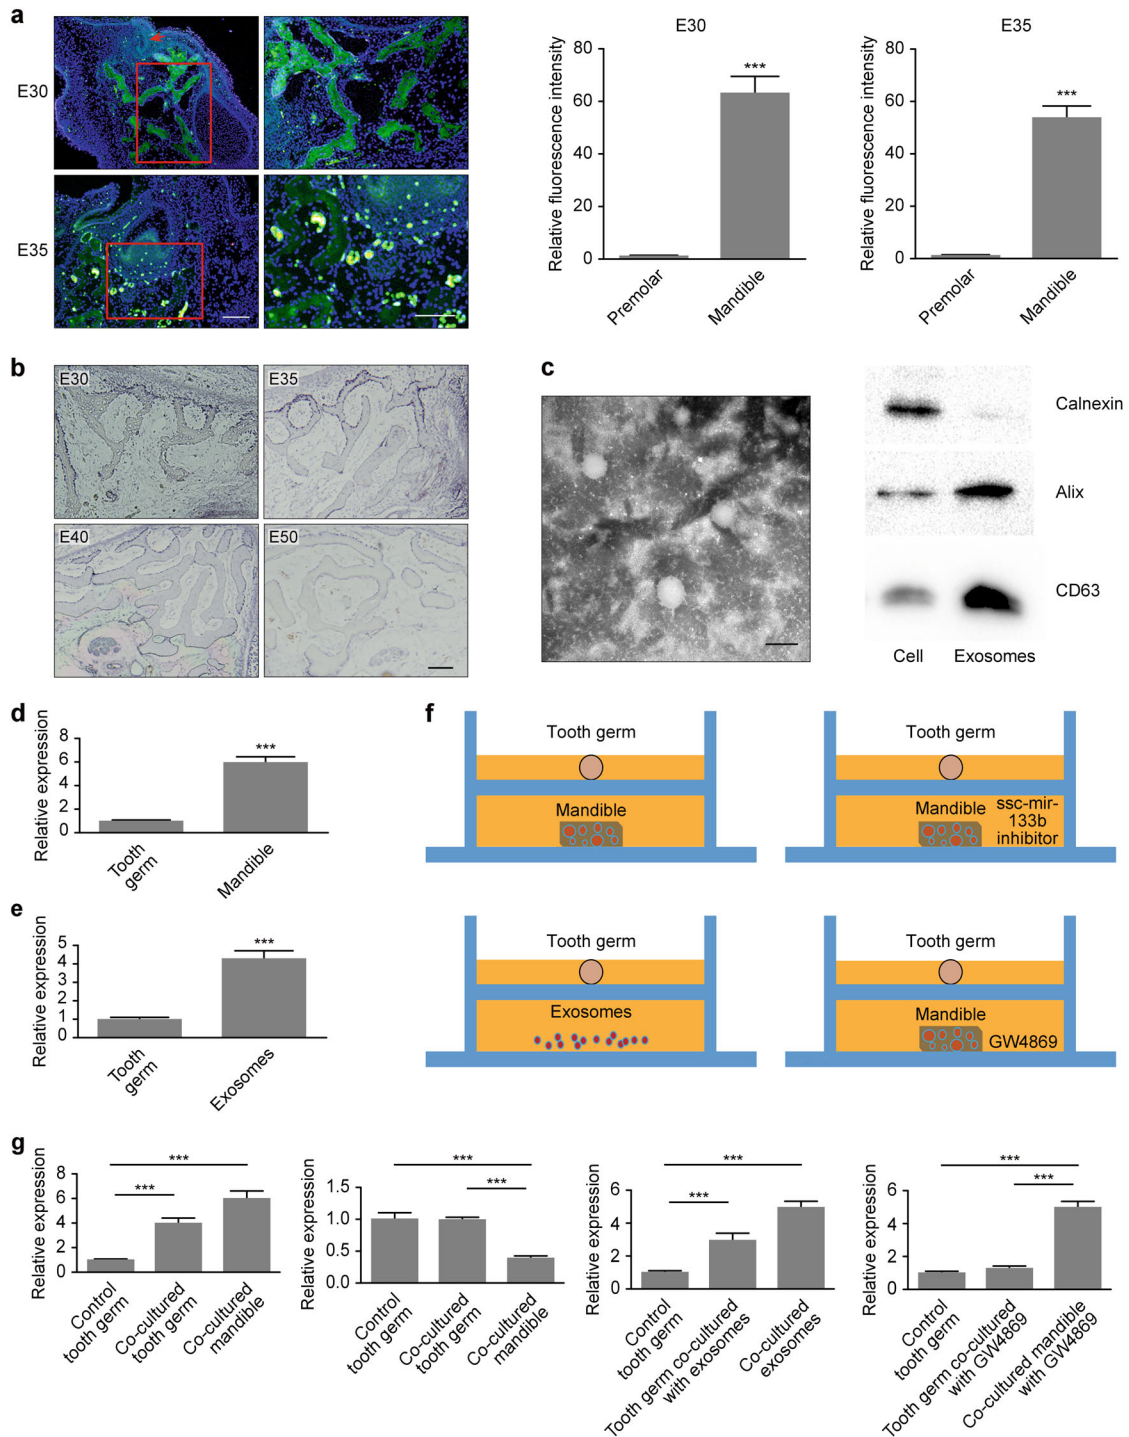 a
E30
E35
E30
Relative fluorescence intensity
80
60
40
20
0
***
Premolar
Mandible
E35
Relative fluorescence intensity
80
60
40
20
0
***
Premolar
Mandible
b
E30
E35
E40
E50
c
Calnexin
Alix
CD63
Cell
Exosomes
d
Relative expression
8
6
4
2
0
***
Tooth
germ
Mandible
e
Relative expression
5
4
3
2
1
0
***
Tooth
germ
Exosomes
f
Tooth germ
Mandible
Tooth germ
Mandible
ssc-mir-
133b
inhibitor
Tooth germ
Exosomes
Tooth germ
Mandible
GW4869
g
Relative expression
8
6
4
2
0
***
***
Control
tooth germ
Co-cultured
tooth germ
Co-cultured
mandible
Relative expression
1.5
1.0
0.5
0.0
***
***
Control
tooth germ
Co-cultured
tooth germ
Co-cultured
mandible
Relative expression
6
4
2
0
***
***
Control
tooth germ
Tooth germ co-cultured
with exosomes
Co-cultured
exosomes
Relative expression
6
4
2
0
***
***
Control
tooth germ
Tooth germ co-cultured
with GW4869
Co-cultured mandible
with GW4869